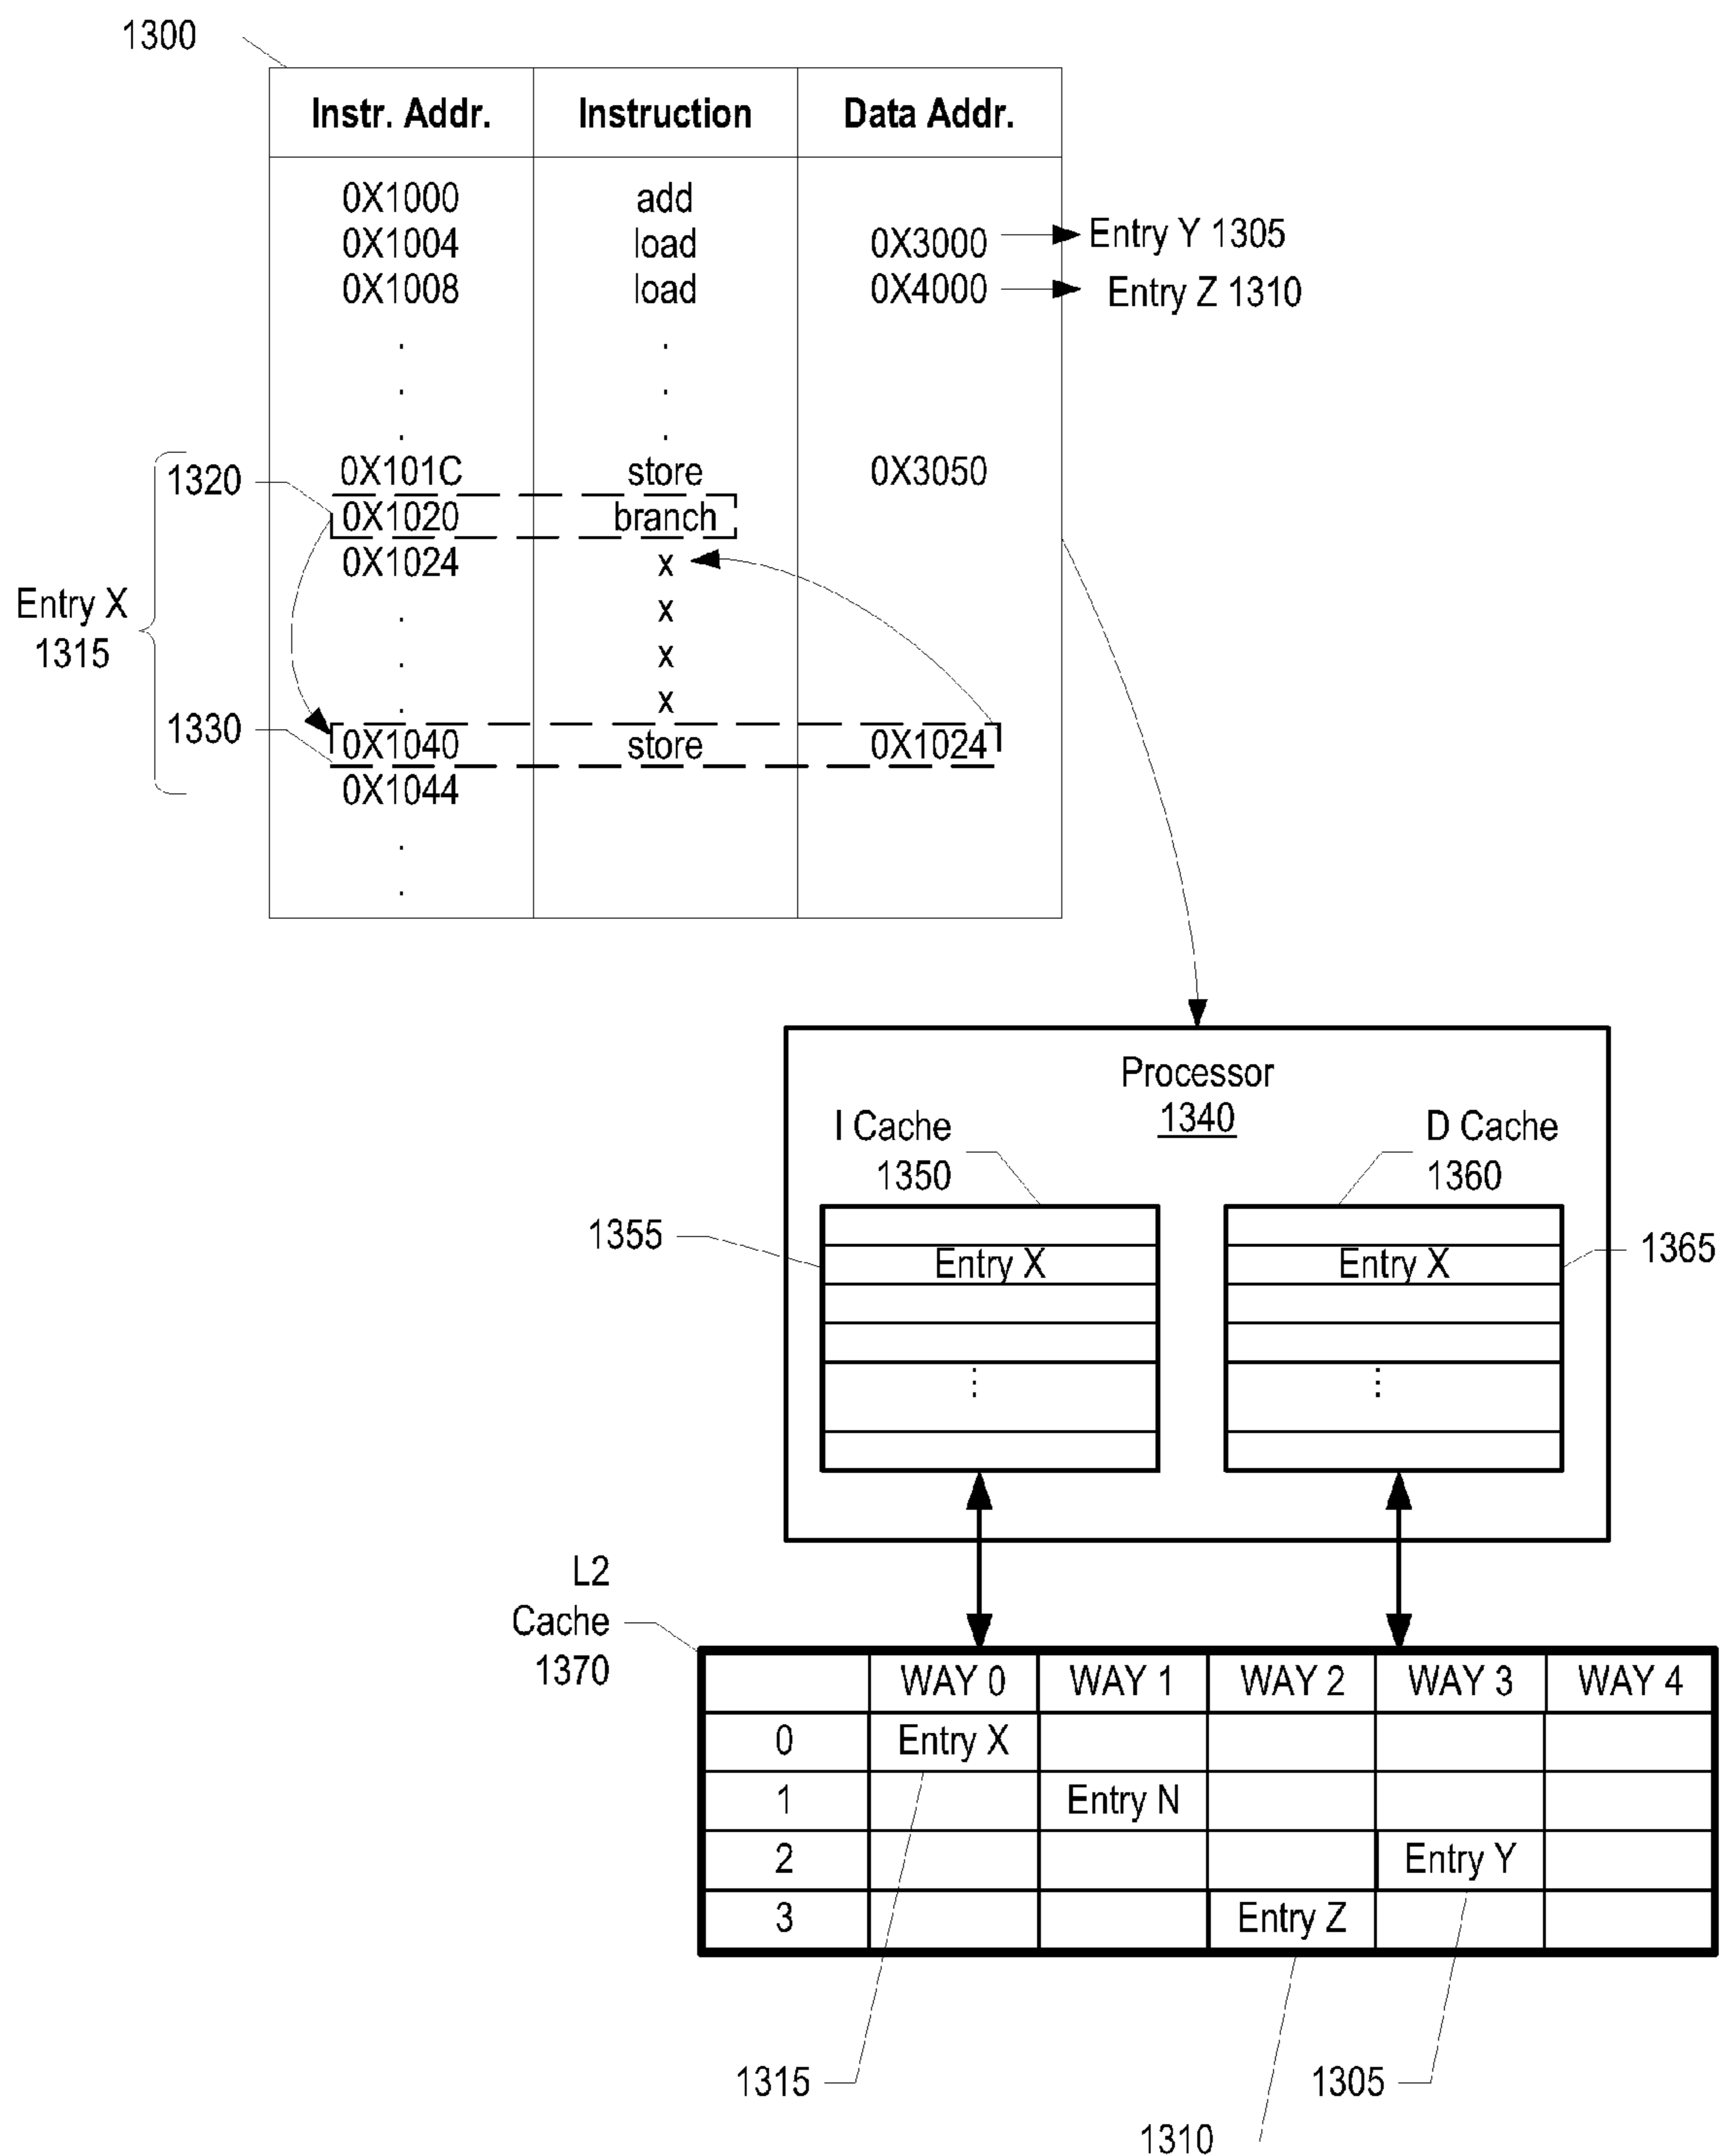 1300
Instr. Addr. Instruction Data Addr.
0X1000 add
0X1004 load 0X3000 Entry Y 1305
0X1008 load 0X4000 Entry Z 1310
. .
. .
. .
1320 0X101C store 0X3050
0X1020 branch
0X1024 x
Entry X . x
1315 . x
. x
1330 0X1040 store 0X1024
0X1044
.
.
Processor
1340
I Cache D Cache
1350 1360
1355 Entry X Entry X 1365
⋮ ⋮
L2
Cache
1370
WAY 0 WAY 1 WAY 2 WAY 3 WAY 4
0 Entry X
1 Entry N
2 Entry Y
3 Entry Z
1315 1305
1310